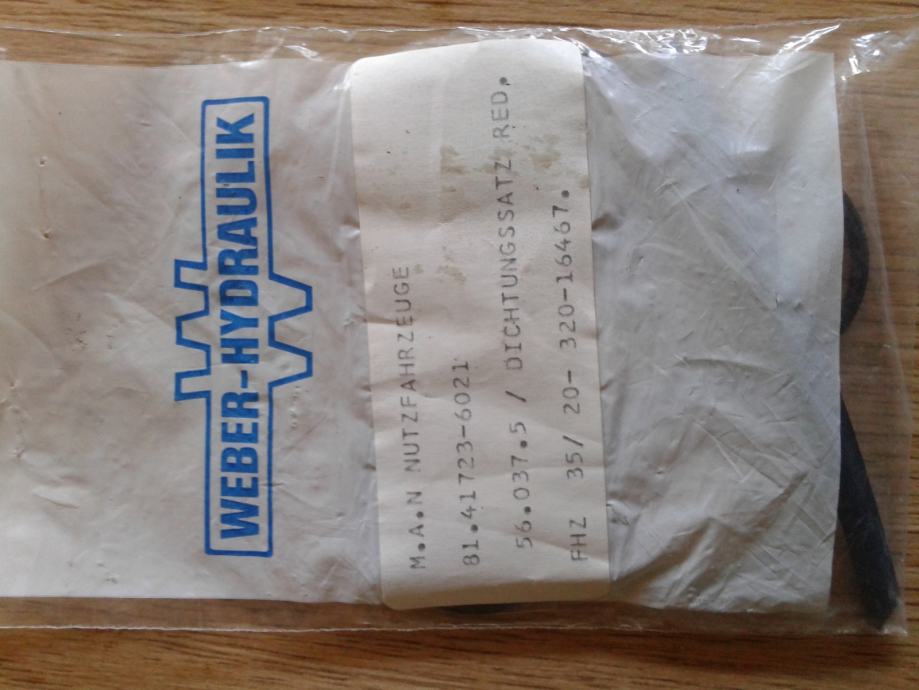 WEBER-HYDRAULIK
M.A.N NUTZFAHRZEUGE
81.41723-6021
56.037.5 / DICHTUNGSSATZ RED.
FHZ 35/ 20- 320-16467.